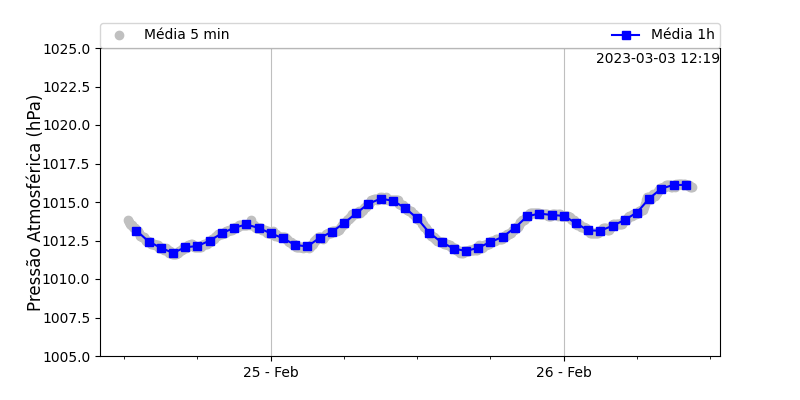 Média 5 min
Média 1h
2023-03-03 12:19
Pressão Atmosférica (hPa)
1025.0
1022.5
1020.0
1017.5
1015.0
1012.5
1010.0
1007.5
1005.0
25 - Feb
26 - Feb